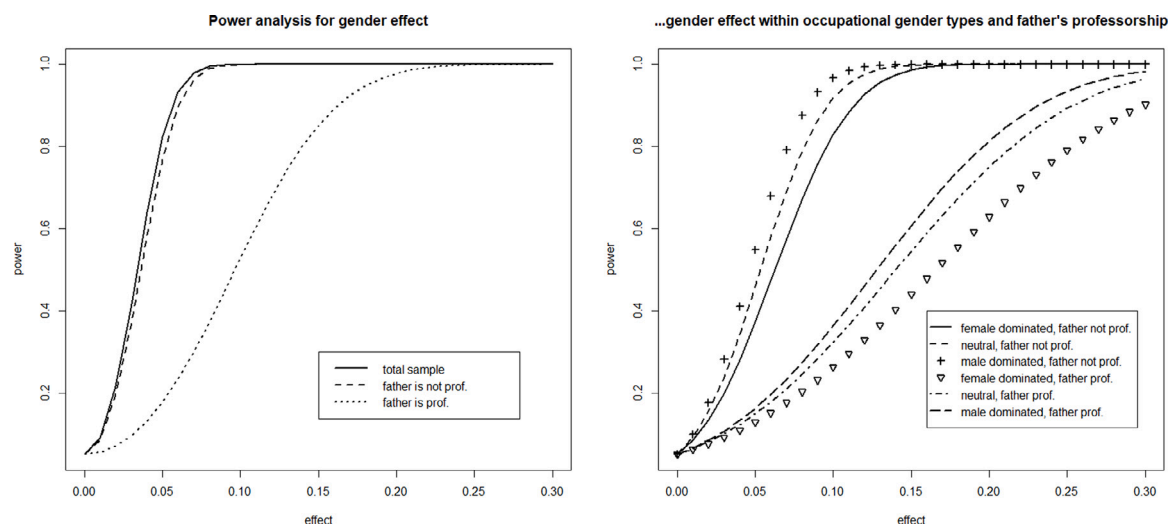 Power analysis for gender effect
1.0
0.8
0.6
0.4
0.2
power
total sample
father is not prof.
father is prof.
0.00 0.05 0.10 0.15 0.20 0.25 0.30
effect
...gender effect within occupational gender types and father's professorship
1.0
0.8
0.6
0.4
0.2
power
female dominated, father not prof.
neutral, father not prof.
male dominated, father not prof.
female dominated, father prof.
neutral, father prof.
male dominated, father prof.
0.00 0.05 0.10 0.15 0.20 0.25 0.30
effect